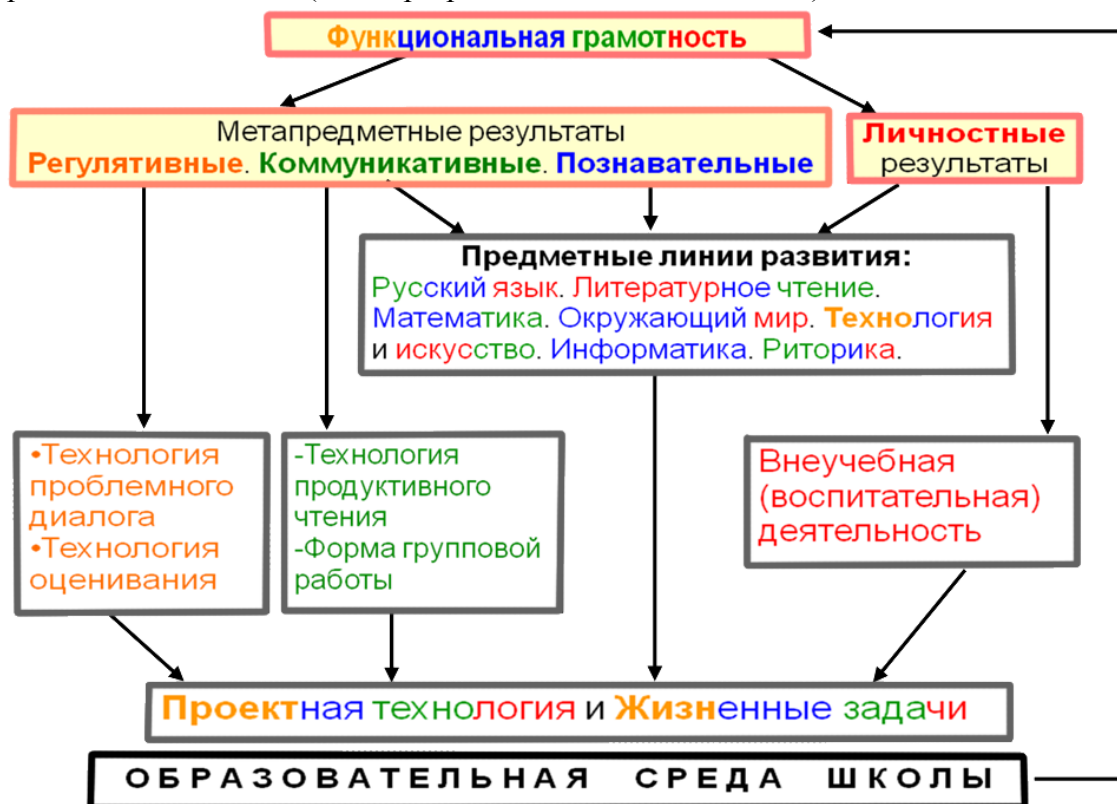 Функциональная грамотность
Метапредметные результаты
Регулятивные. Коммуникативные. Познавательные
Личностные
результаты
Предметные линии развития:
Русский язык. Литературное чтение.
Математика. Окружающий мир. Технология
и искусство. Информатика. Риторика.
•Технология
проблемного
диалога
•Технология
оценивания
-Технология
продуктивного
чтения
-Форма групповой
работы
Внеучебная
(воспитательная)
деятельность
Проектная технология и Жизненные задачи
ОБРАЗОВАТЕЛЬНАЯ СРЕДА ШКОЛЫ